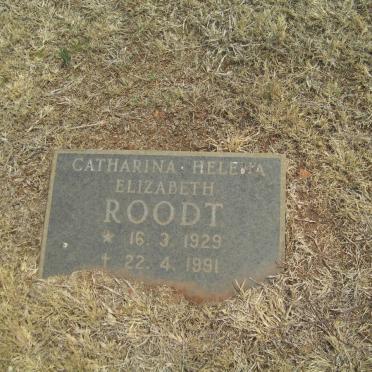 CATHARINA · HELENA
ELIZABETH
ROODT
* 16. 3. 1929
† 22. 4. 1991